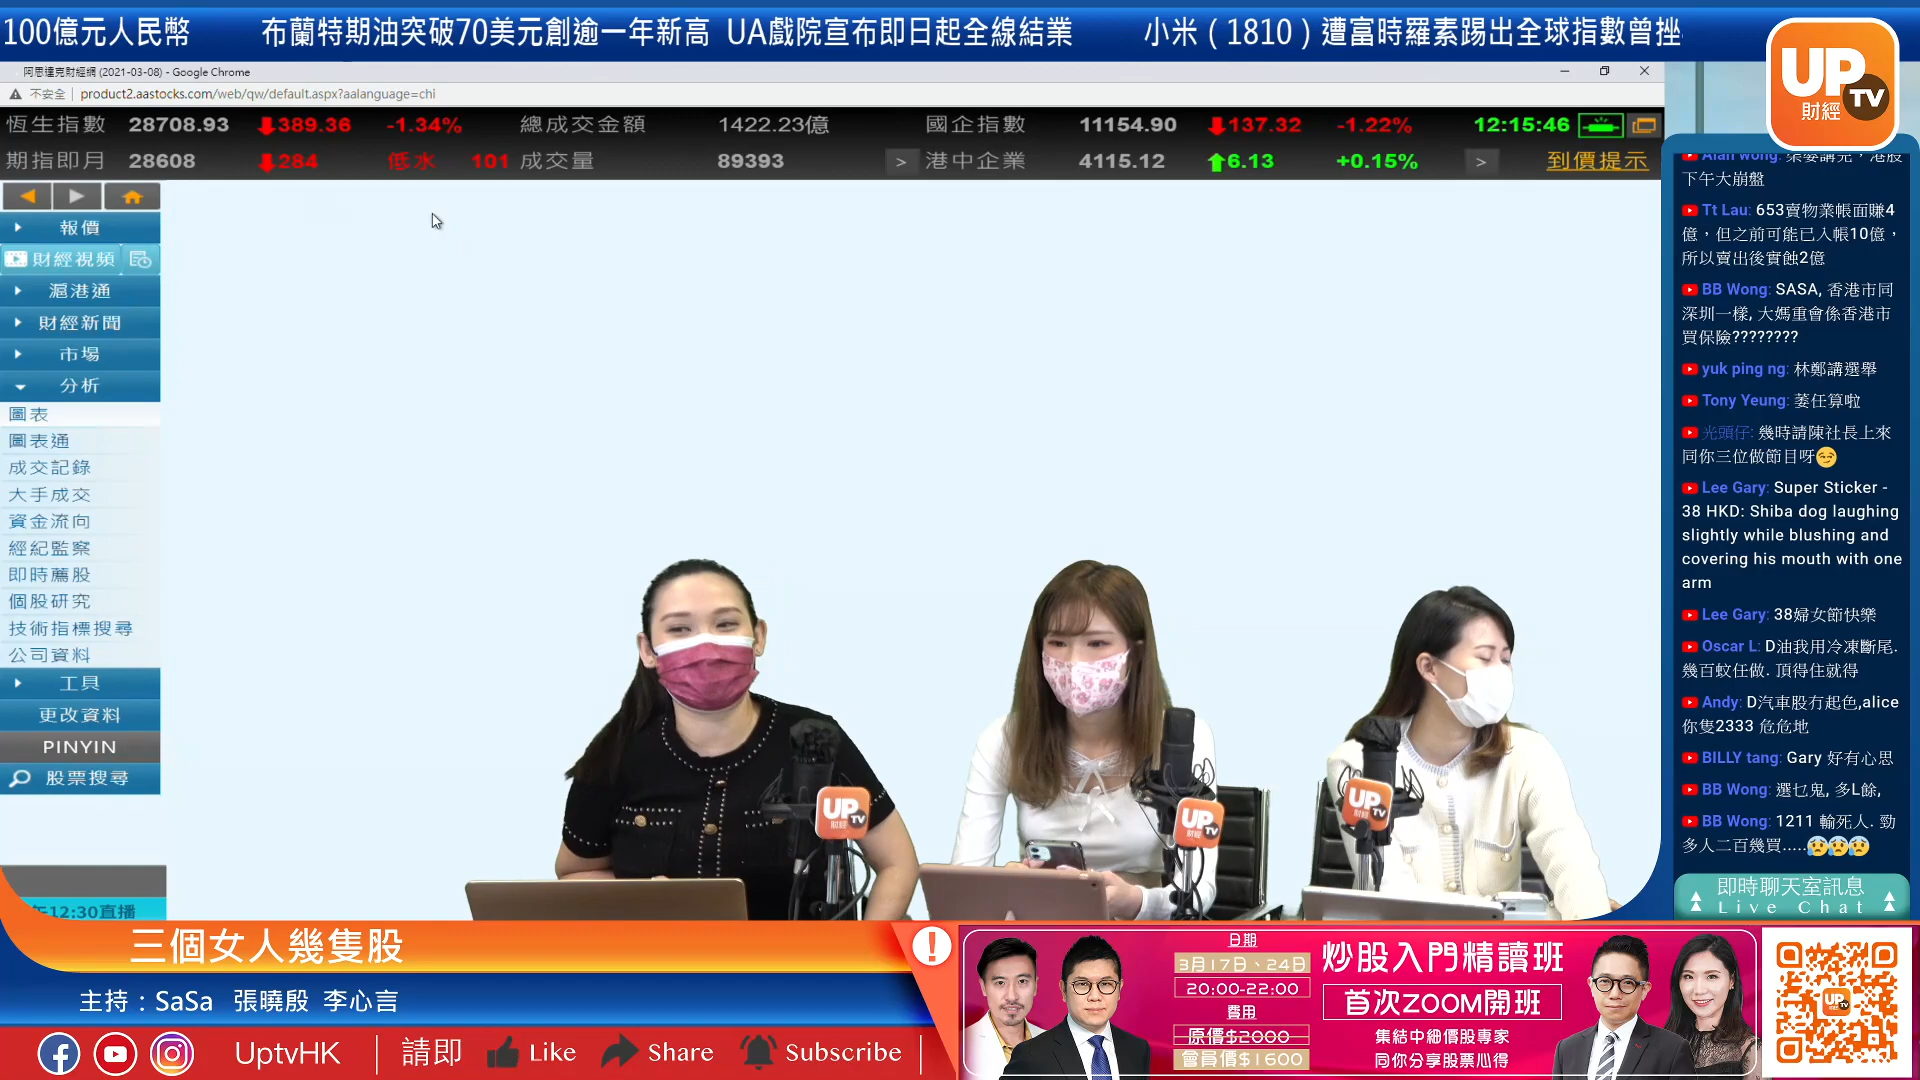 100億元人民幣 布蘭特期油突破70美元創逾一年新高 UA戲院宣布即日起全線結業 小米（1810）遭富時羅素踢出全球指數曾挫
UP TV 財經
阿思達克財經網 (2021-03-08) - Google Chrome
不安全 | product2.aastocks.com/web/qw/default.aspx?aalanguage=chi
恆生指數 28708.93 389.36 -1.34% 總成交金額 1422.23億 國企指數 11154.90 137.32 -1.22% 12:15:46
期指即月 28608 284 低水 101 成交量 89393 > 港中企業 4115.12 6.13 +0.15% > 到價提示
報價
財經視頻
滬港通
財經新聞
市場
分析
圖表
圖表通
成交記錄
大手成交
資金流向
經紀監察
即時薦股
個股研究
技術指標搜尋
公司資料
工具
更改資料
PINYIN
股票搜尋
午12:30直播
下午大崩盤
Tt Lau: 653賣物業帳面賺4
億，但之前可能已入帳10億，
所以賣出後實蝕2億
BB Wong: SASA, 香港市同
深圳一樣, 大媽重會係香港市
買保險????????
yuk ping ng: 林鄭講選舉
Tony Yeung: 萎任算啦
光頭仔: 幾時請陳社長上來
同你三位做節目呀😏
Lee Gary: Super Sticker -
38 HKD: Shiba dog laughing
slightly while blushing and
covering his mouth with one
arm
Lee Gary: 38婦女節快樂
Oscar L: D油我用冷凍斷尾.
幾百蚊任做. 頂得住就得
Andy: D汽車股冇起色,alice
你隻2333 危危地
BILLY tang: Gary 好有心思
BB Wong: 選乜鬼, 多L餘,
BB Wong: 1211 輸死人. 勁
多人二百幾買.....😰😰😰
即時聊天室訊息
Live Chat
UP TV 財經
UP TV 財經
UP TV 財經
三個女人幾隻股
主持：SaSa 張曉殷 李心言
UptvHK | 請即 Like Share Subscribe |
日期
3月17日、24日
20:00-22:00
費用
原價$2000
會員價$1600
炒股入門精讀班
首次ZOOM開班
集結中細價股專家
同你分享股票心得
UP TV